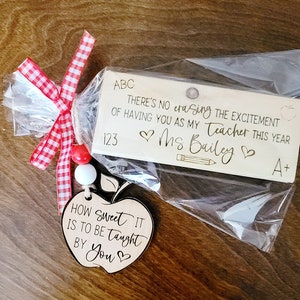 ABC
THERE'S NO erasing THE EXCITEMENT
OF HAVING YOU AS MY Teacher THIS YEAR
123 Ms Bailey
A+
HOW Sweet IT
IS TO BE taught
BY You